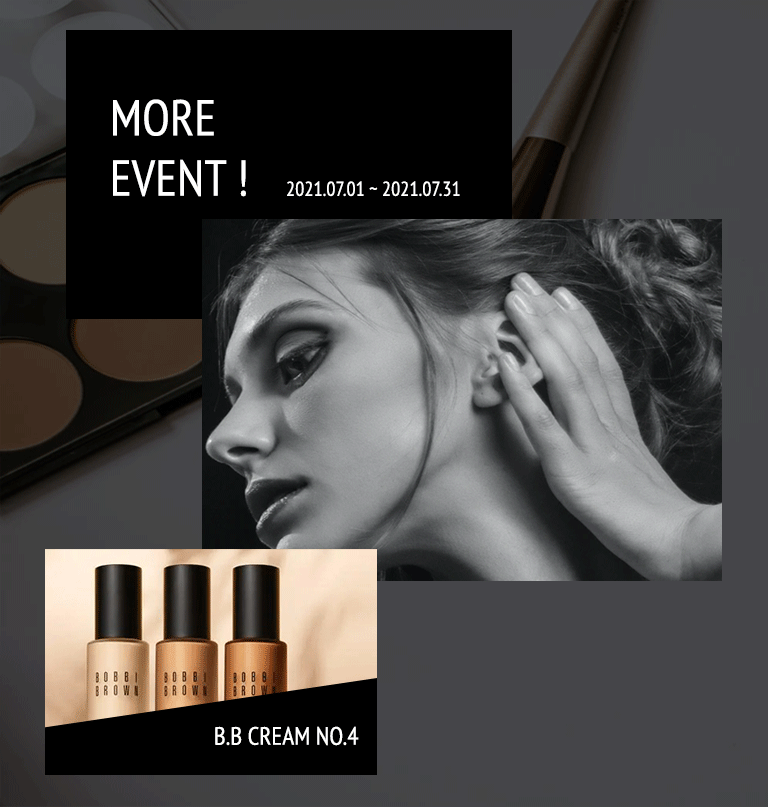 MORE
EVENT !
2021.07.01 ~ 2021.07.31
BOBBI
BROWN
BOBBI
BROWN
BOBBI
BROWN
B.B CREAM NO.4